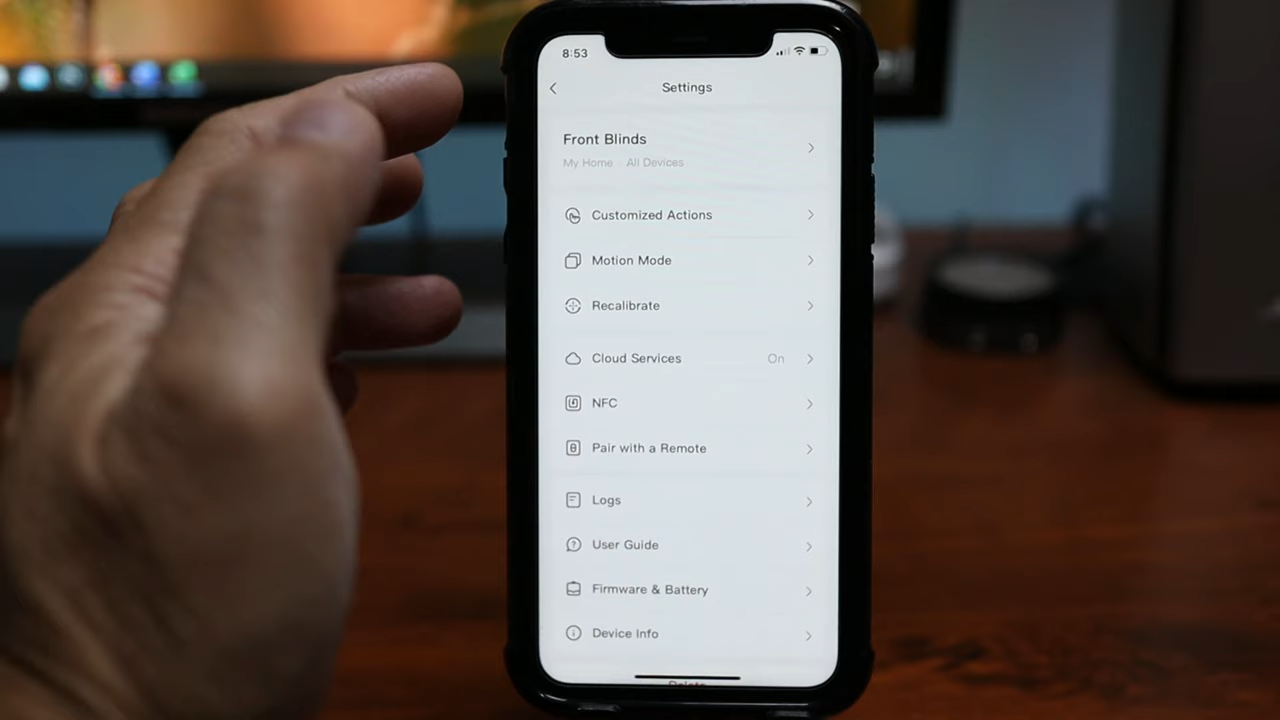 8:53
Settings
Front Blinds
My Home All Devices
Customized Actions
Motion Mode
Recalibrate
Cloud Services On
NFC
Pair with a Remote
Logs
User Guide
Firmware & Battery
Device Info